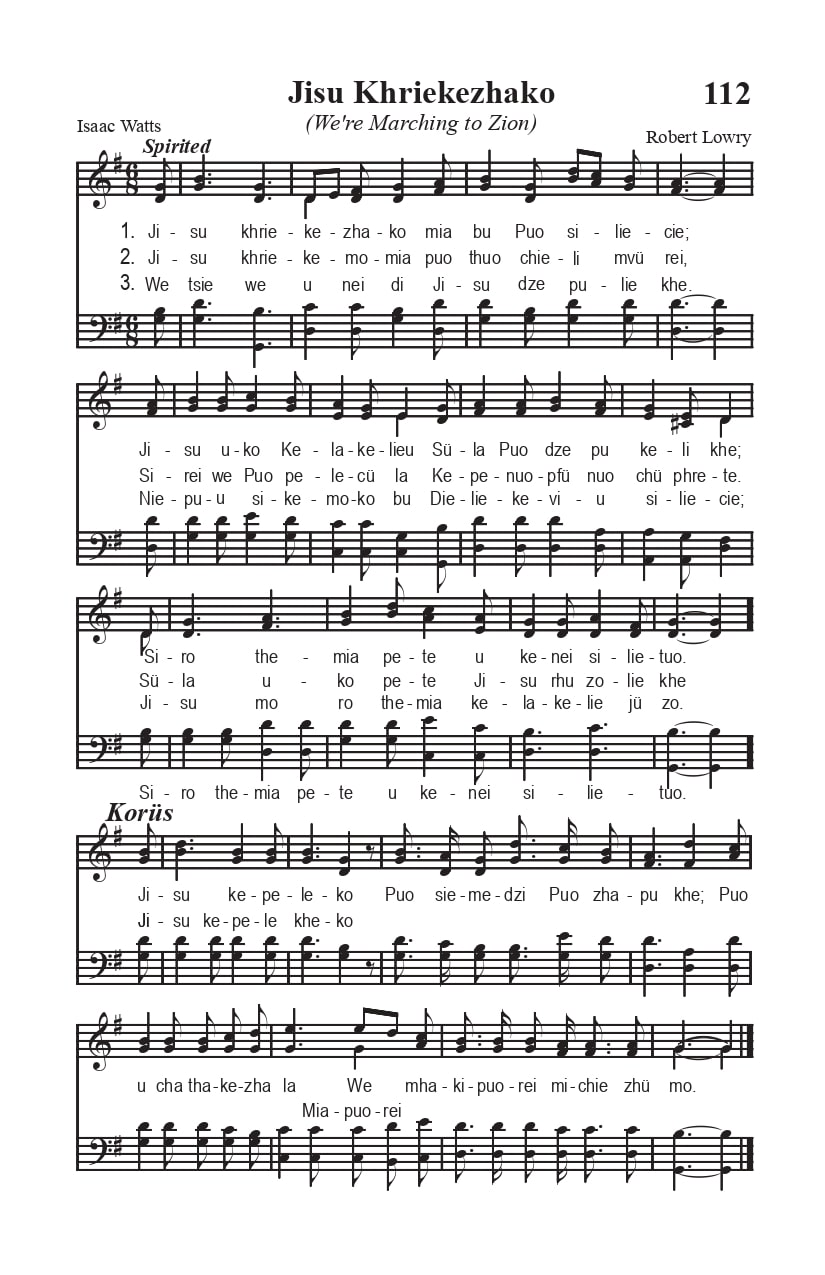 Jisu Khriekezhako
112
(We're Marching to Zion)
Isaac Watts
Robert Lowry
Spirited
1. Ji - su khrie - ke - zha - ko mia bu Puo si - lie - cie;
2. Ji - su khrie - ke - mo - mia puo thuo chie - li mvü rei,
3. We tsie we u nei di Ji - su dze pu - lie khe.
Ji - su u - ko Ke - la - ke - lieu Sü - la Puo dze pu ke - li khe;
Si - rei we Puo pe - le - cü la Ke - pe - nuo - pfü nuo chü phre - te.
Nie - pu - u si - ke - mo - ko bu Die - lie - ke - vi - u si - lie - cie;
Si - ro the - mia pe - te u ke - nei si - lie - tuo.
Sü - la u - ko pe - te Ji - su rhu zo - lie khe
Ji - su mo ro the - mia ke - la - ke - lie jü zo.
Si - ro the - mia pe - te u ke - nei si - lie - tuo.
Korüs
Ji - su ke - pe - le - ko Puo sie - me - dzi Puo zha - pu khe; Puo
Ji - su ke - pe - le khe - ko
u cha tha - ke - zha la We mha - ki - puo - rei mi - chie zhü mo.
Mia - puo - rei